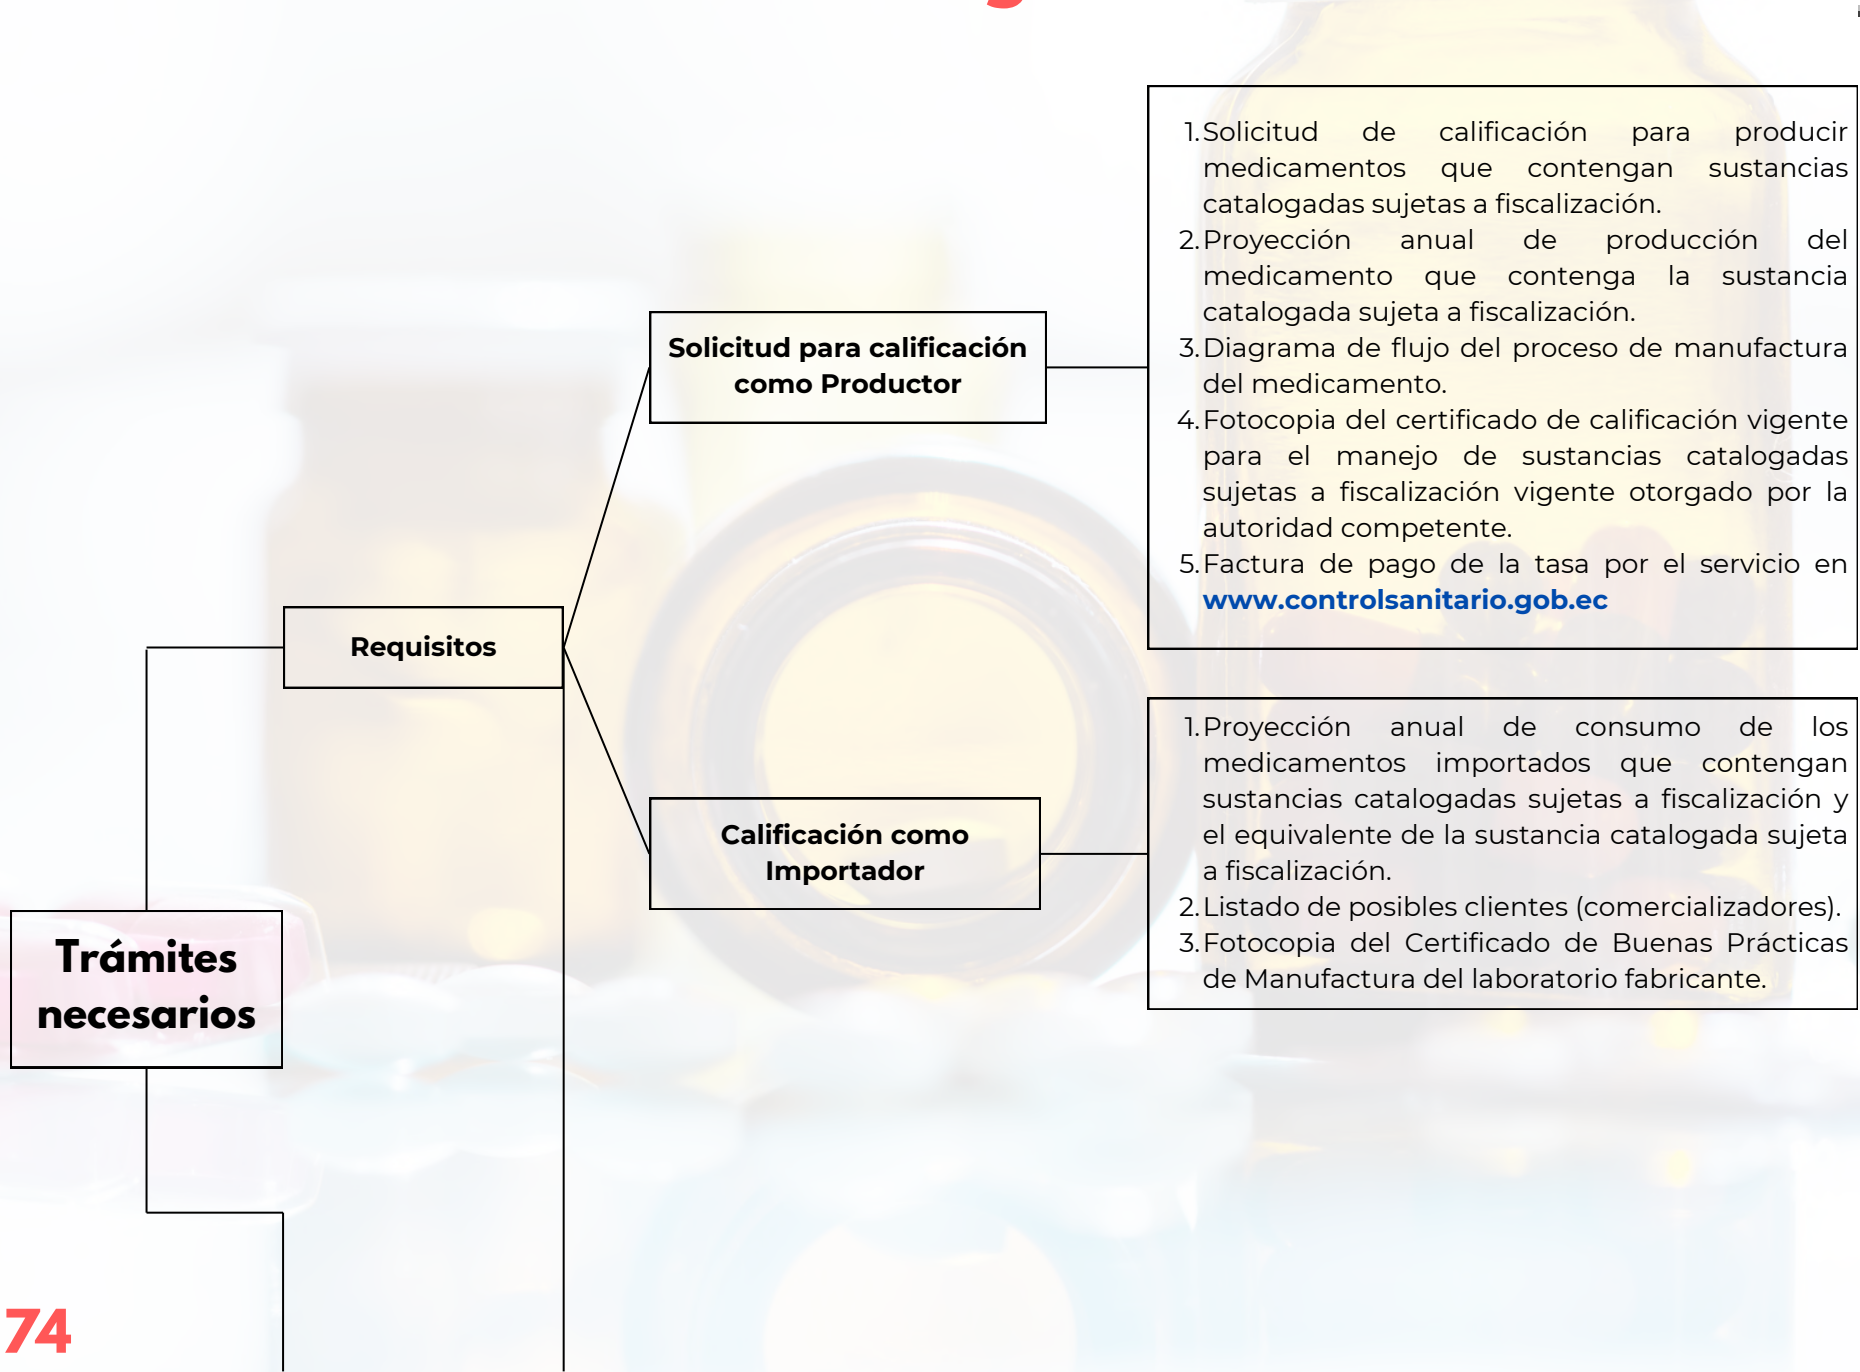 1.Solicitud de calificación para producir
medicamentos que contengan sustancias
catalogadas sujetas a fiscalización.
2.Proyección anual de producción del
medicamento que contenga la sustancia
catalogada sujeta a fiscalización.
3.Diagrama de flujo del proceso de manufactura
del medicamento.
4.Fotocopia del certificado de calificación vigente
para el manejo de sustancias catalogadas
sujetas a fiscalización vigente otorgado por la
autoridad competente.
5.Factura de pago de la tasa por el servicio en
www.controlsanitario.gob.ec
Solicitud para calificación
como Productor
Requisitos
1.Proyección anual de consumo de los
medicamentos importados que contengan
sustancias catalogadas sujetas a fiscalización y
el equivalente de la sustancia catalogada sujeta
a fiscalización.
2.Listado de posibles clientes (comercializadores).
3.Fotocopia del Certificado de Buenas Prácticas
de Manufactura del laboratorio fabricante.
Calificación como
Importador
Trámites
necesarios
74